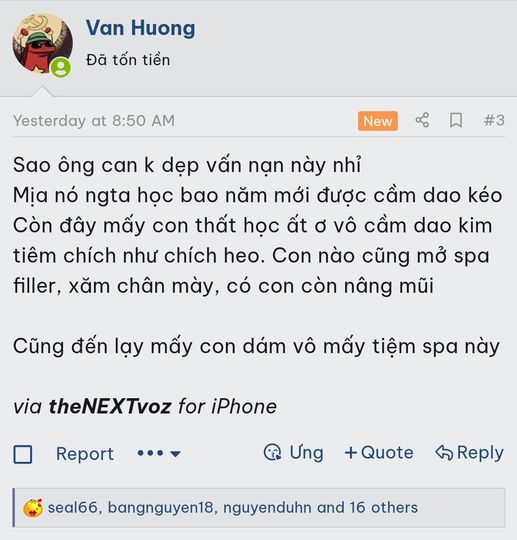 Van Huong
Đã tốn tiền
Yesterday at 8:50 AM
New
#3
Sao ông can k dẹp vấn nạn này nhỉ
Mịa nó ngta học bao năm mới được cầm dao kéo
Còn đây mấy con thất học ất ơ vô cầm dao kim
tiêm chích như chích heo. Con nào cũng mở spa
filler, xăm chân mày, có con còn nâng mũi
Cũng đến lạy mấy con dám vô mấy tiệm spa này
via theNEXTvoz for iPhone
Report
Ưng
+Quote
Reply
seal66, bangnguyen18, nguyenduhn and 16 others